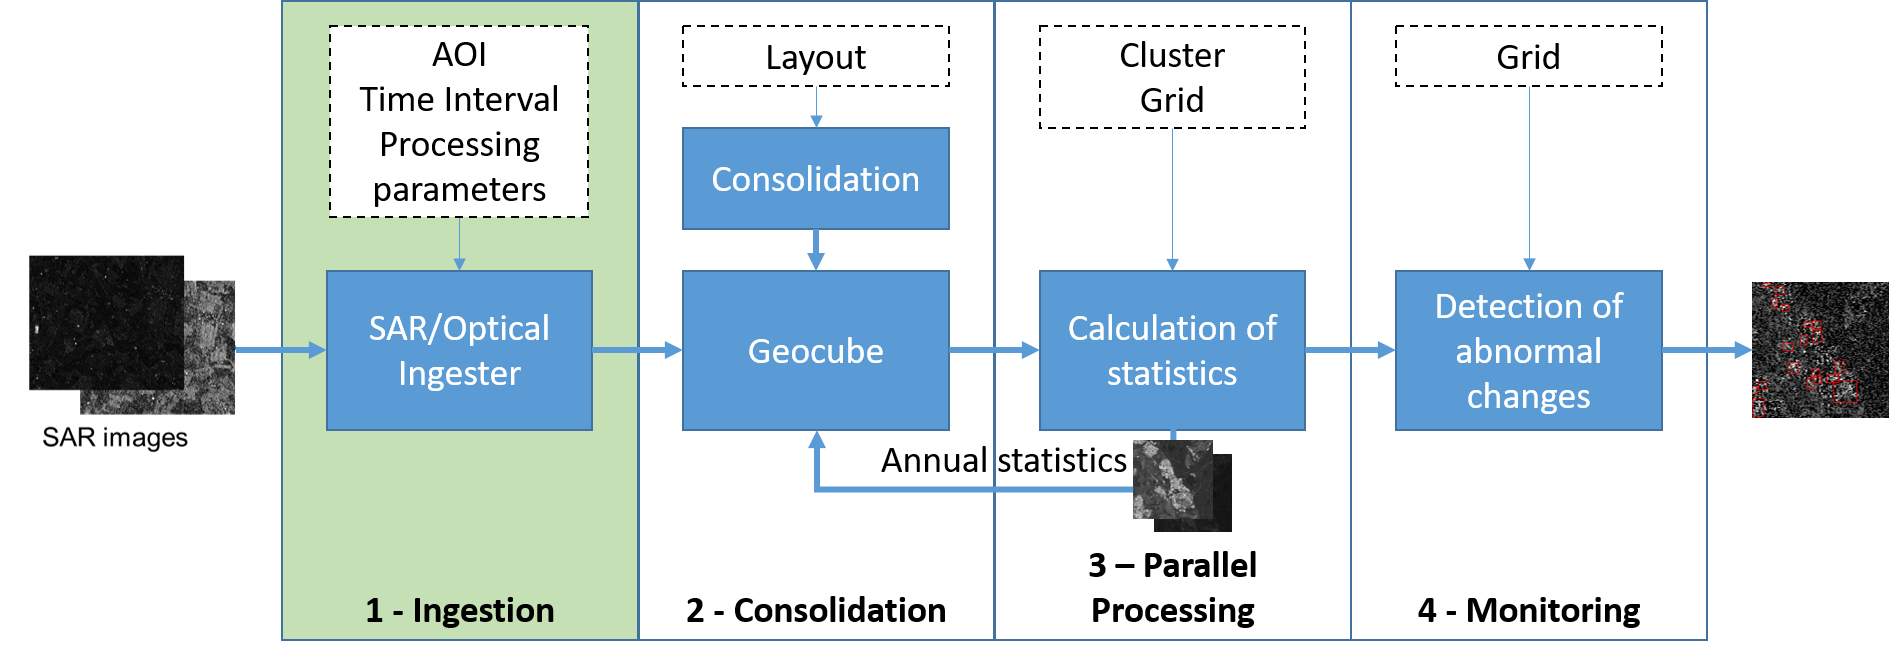 AOI
Time Interval
Processing
parameters
Layout
Cluster
Grid
Grid
Consolidation
SAR/Optical
Ingester
Geocube
Calculation of
statistics
Detection of
abnormal
changes
SAR images
Annual statistics
1 - Ingestion
2 - Consolidation
3 – Parallel
Processing
4 - Monitoring